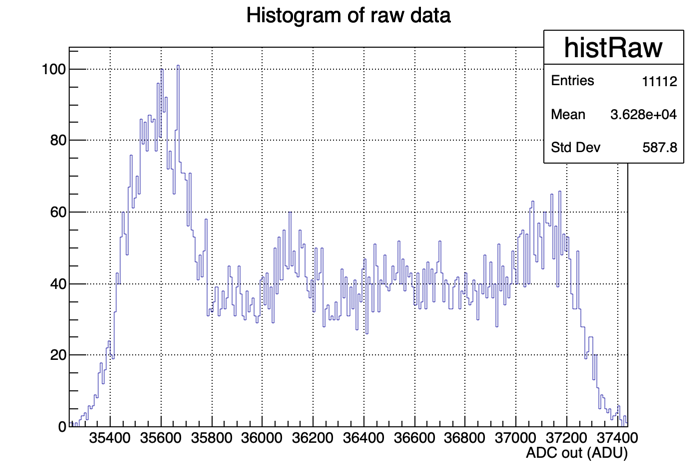 Histogram of raw data
histRaw
Entries 11112
Mean 3.628e+04
Std Dev 587.8
100
80
60
40
20
0
35400 35600 35800 36000 36200 36400 36600 36800 37000 37200 37400
ADC out (ADU)